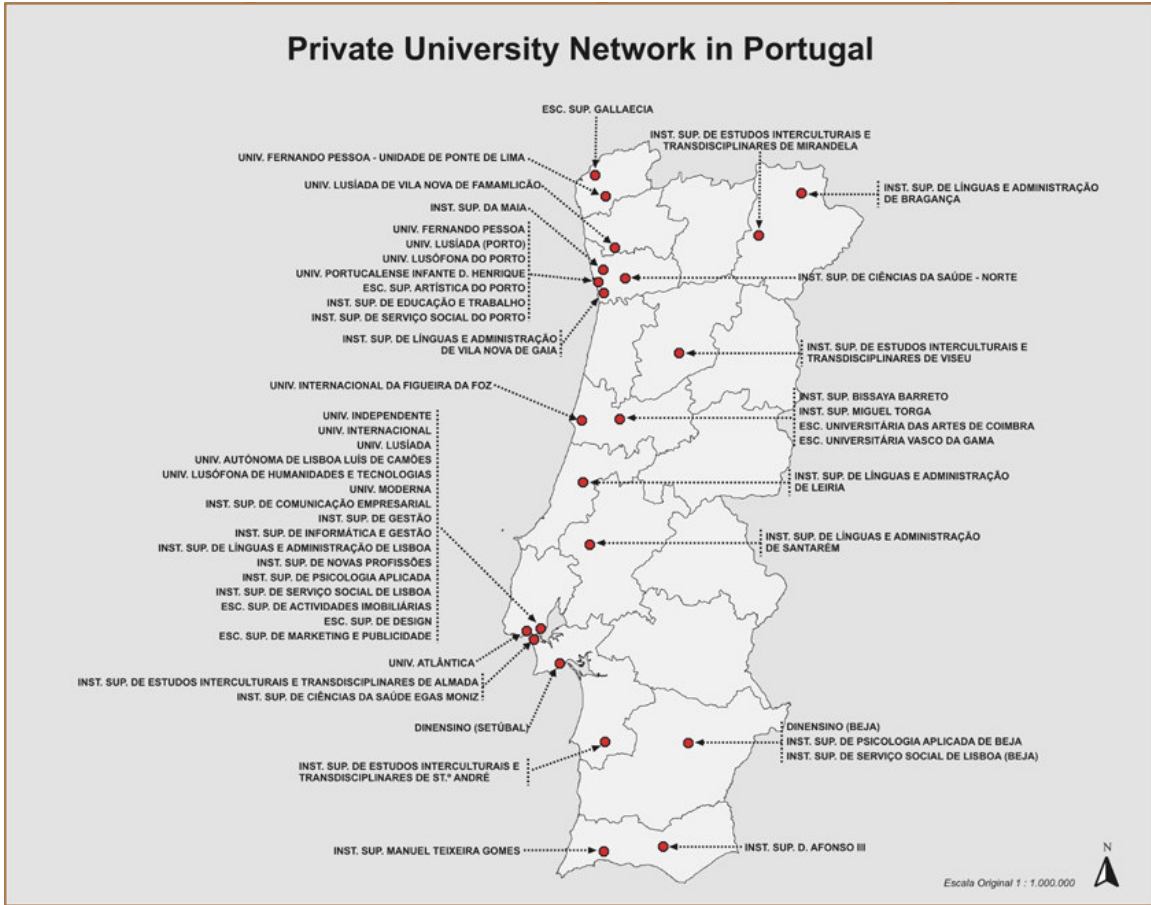 Private University Network in Portugal
ESC. SUP. GALLAECIA
INST. SUP. DE ESTUDOS INTERCULTURAIS E
TRANSDISCIPLINARES DE MIRANDELA
UNIV. FERNANDO PESSOA - UNIDADE DE PONTE DE LIMA
UNIV. LUSÍADA DE VILA NOVA DE FAMAMLICÃO
INST. SUP. DE LÍNGUAS E ADMINISTRAÇÃO
DE BRAGANÇA
INST. SUP. DA MAIA
UNIV. FERNANDO PESSOA
UNIV. LUSÍADA (PORTO)
UNIV. LUSÓFONA DO PORTO
UNIV. PORTUCALENSE INFANTE D. HENRIQUE
ESC. SUP. ARTÍSTICA DO PORTO
INST. SUP. DE EDUCAÇÃO E TRABALHO
INST. SUP. DE SERVIÇO SOCIAL DO PORTO
INST. SUP. DE CIÊNCIAS DA SAÚDE - NORTE
INST. SUP. DE LÍNGUAS E ADMINISTRAÇÃO
DE VILA NOVA DE GAIA
INST. SUP. DE ESTUDOS INTERCULTURAIS E
TRANSDISCIPLINARES DE VISEU
UNIV. INTERNACIONAL DA FIGUEIRA DA FOZ
INST. SUP. BISSAYA BARRETO
INST. SUP. MIGUEL TORGA
ESC. UNIVERSITÁRIA DAS ARTES DE COIMBRA
ESC. UNIVERSITÁRIA VASCO DA GAMA
UNIV. INDEPENDENTE
UNIV. INTERNACIONAL
UNIV. LUSÍADA
UNIV. AUTÓNOMA DE LISBOA LUÍS DE CAMÕES
UNIV. LUSÓFONA DE HUMANIDADES E TECNOLOGIAS
UNIV. MODERNA
INST. SUP. DE COMUNICAÇÃO EMPRESARIAL
INST. SUP. DE GESTÃO
INST. SUP. DE INFORMÁTICA E GESTÃO
INST. SUP. DE LÍNGUAS E ADMINISTRAÇÃO DE LISBOA
INST. SUP. DE NOVAS PROFISSÕES
INST. SUP. DE PSICOLOGIA APLICADA
INST. SUP. DE SERVIÇO SOCIAL DE LISBOA
ESC. SUP. DE ACTIVIDADES IMOBILIÁRIAS
ESC. SUP. DE DESIGN
ESC. SUP. DE MARKETING E PUBLICIDADE
INST. SUP. DE LÍNGUAS E ADMINISTRAÇÃO
DE LEIRIA
INST. SUP. DE LÍNGUAS E ADMINISTRAÇÃO
DE SANTARÉM
UNIV. ATLÂNTICA
INST. SUP. DE ESTUDOS INTERCULTURAIS E TRANSDISCIPLINARES DE ALMADA
INST. SUP. DE CIÊNCIAS DA SAÚDE EGAS MONIZ
DINENSINO (SETÚBAL)
DINENSINO (BEJA)
INST. SUP. DE PSICOLOGIA APLICADA DE BEJA
INST. SUP. DE SERVIÇO SOCIAL DE LISBOA (BEJA)
INST. SUP. DE ESTUDOS INTERCULTURAIS E
TRANSDISCIPLINARES DE ST.º ANDRÉ
INST. SUP. MANUEL TEIXEIRA GOMES
INST. SUP. D. AFONSO III
N
Escala Original 1 : 1.000.000